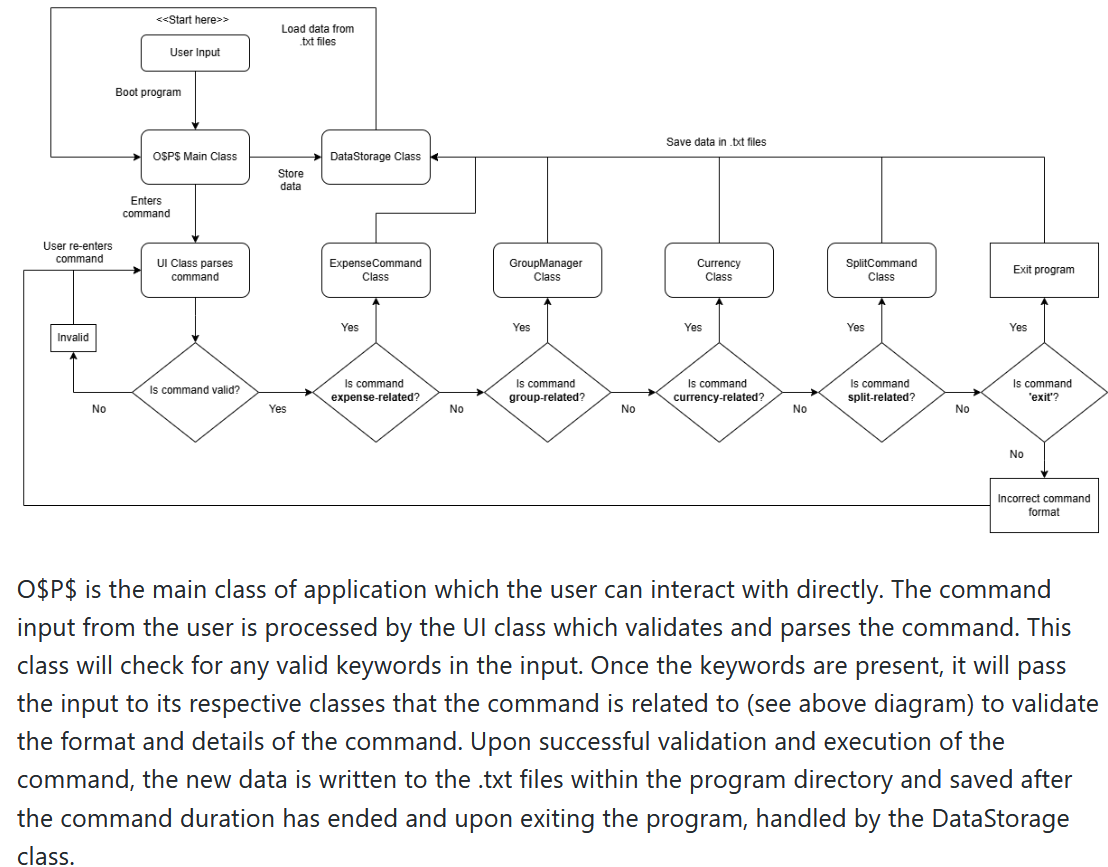 <<Start here>>
User Input
Load data from
.txt files
Boot program
O$P$ Main Class
Store
data
DataStorage Class
Save data in .txt files
Enters
command
User re-enters
command
UI Class parses
command
ExpenseCommand
Class
GroupManager
Class
Currency
Class
SplitCommand
Class
Exit program
Invalid
Yes
Yes
Yes
Yes
Yes
Is command valid?
Is command
expense-related?
Is command
group-related?
Is command
currency-related?
Is command
split-related?
Is command
'exit'?
No
Yes
No
No
No
No
No
Incorrect command
format
O$P$ is the main class of application which the user can interact with directly. The command
input from the user is processed by the UI class which validates and parses the command. This
class will check for any valid keywords in the input. Once the keywords are present, it will pass
the input to its respective classes that the command is related to (see above diagram) to validate
the format and details of the command. Upon successful validation and execution of the
command, the new data is written to the .txt files within the program directory and saved after
the command duration has ended and upon exiting the program, handled by the DataStorage
class.